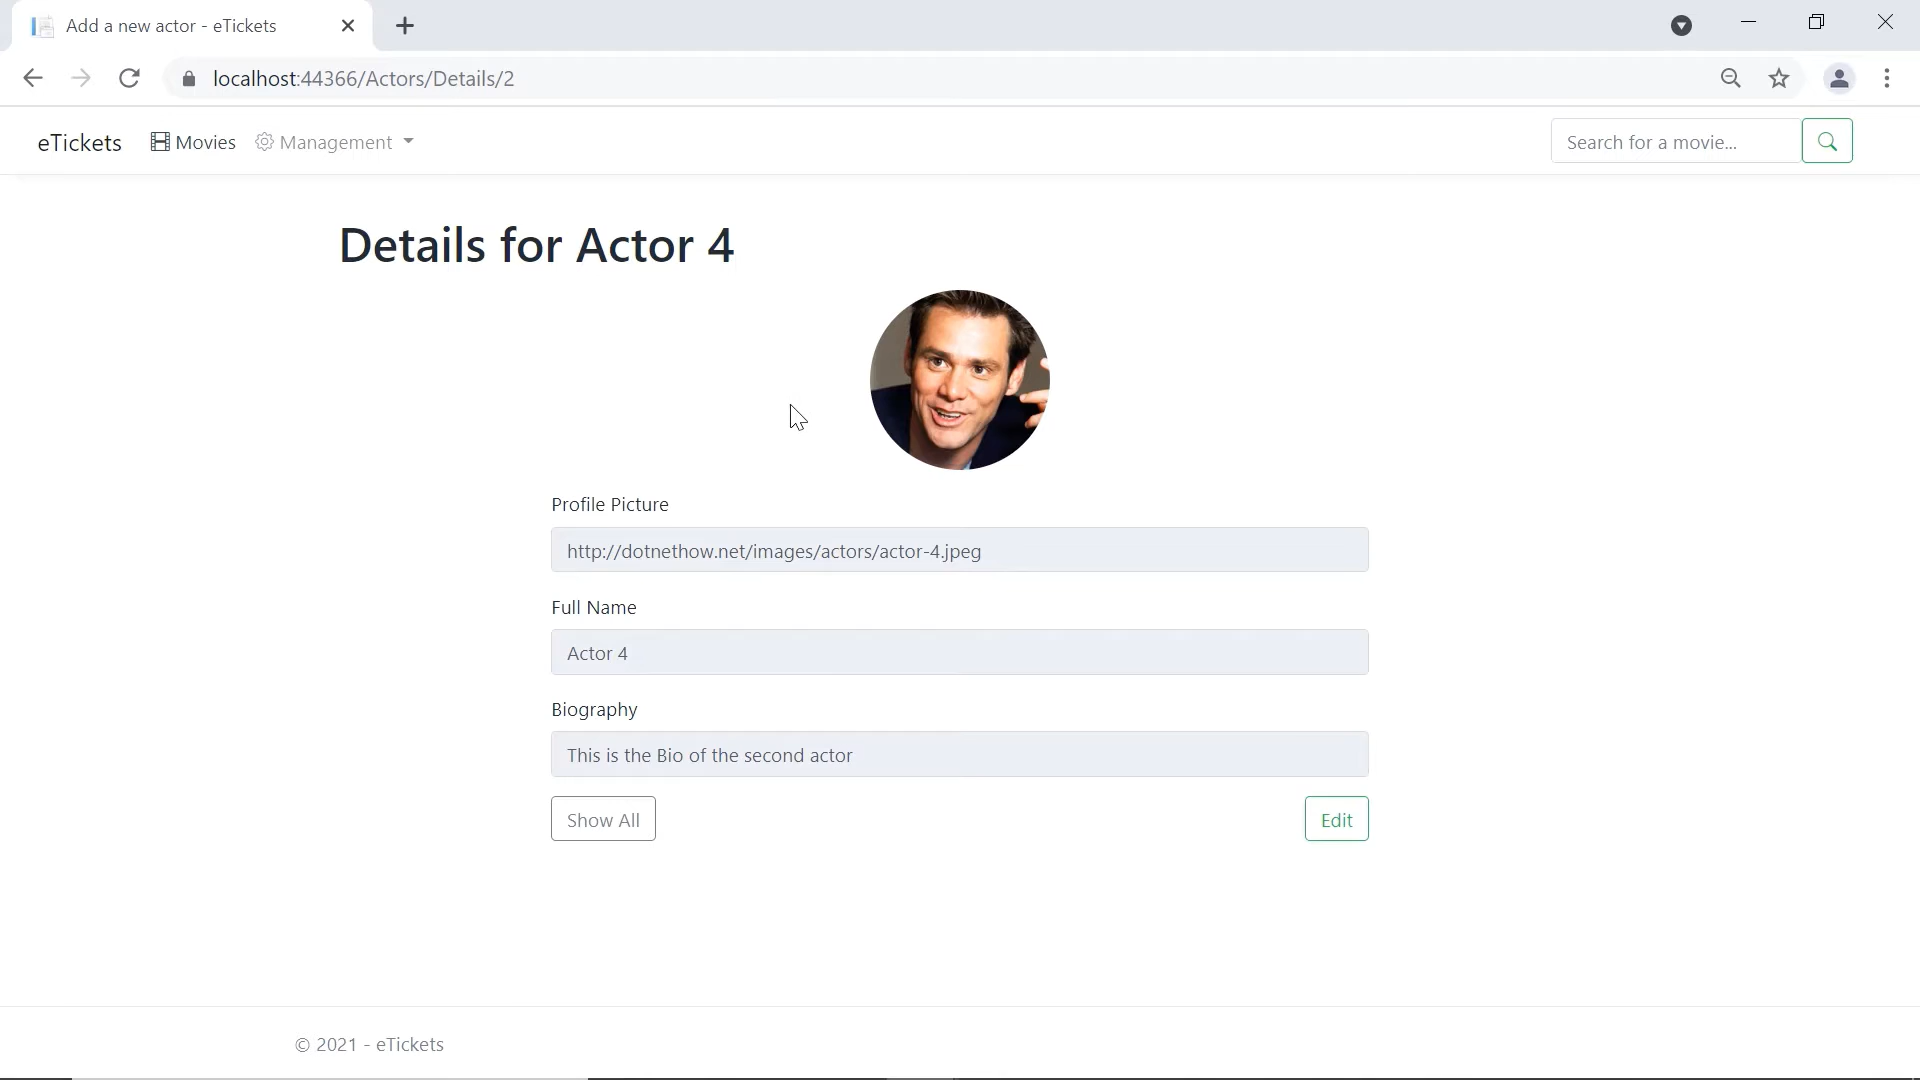 Add a new actor - eTickets
localhost:44366/Actors/Details/2
eTickets Movies Management Search for a movie...
Details for Actor 4
Profile Picture
http://dotnethow.net/images/actors/actor-4.jpeg
Full Name
Actor 4
Biography
This is the Bio of the second actor
Show All Edit
© 2021 - eTickets